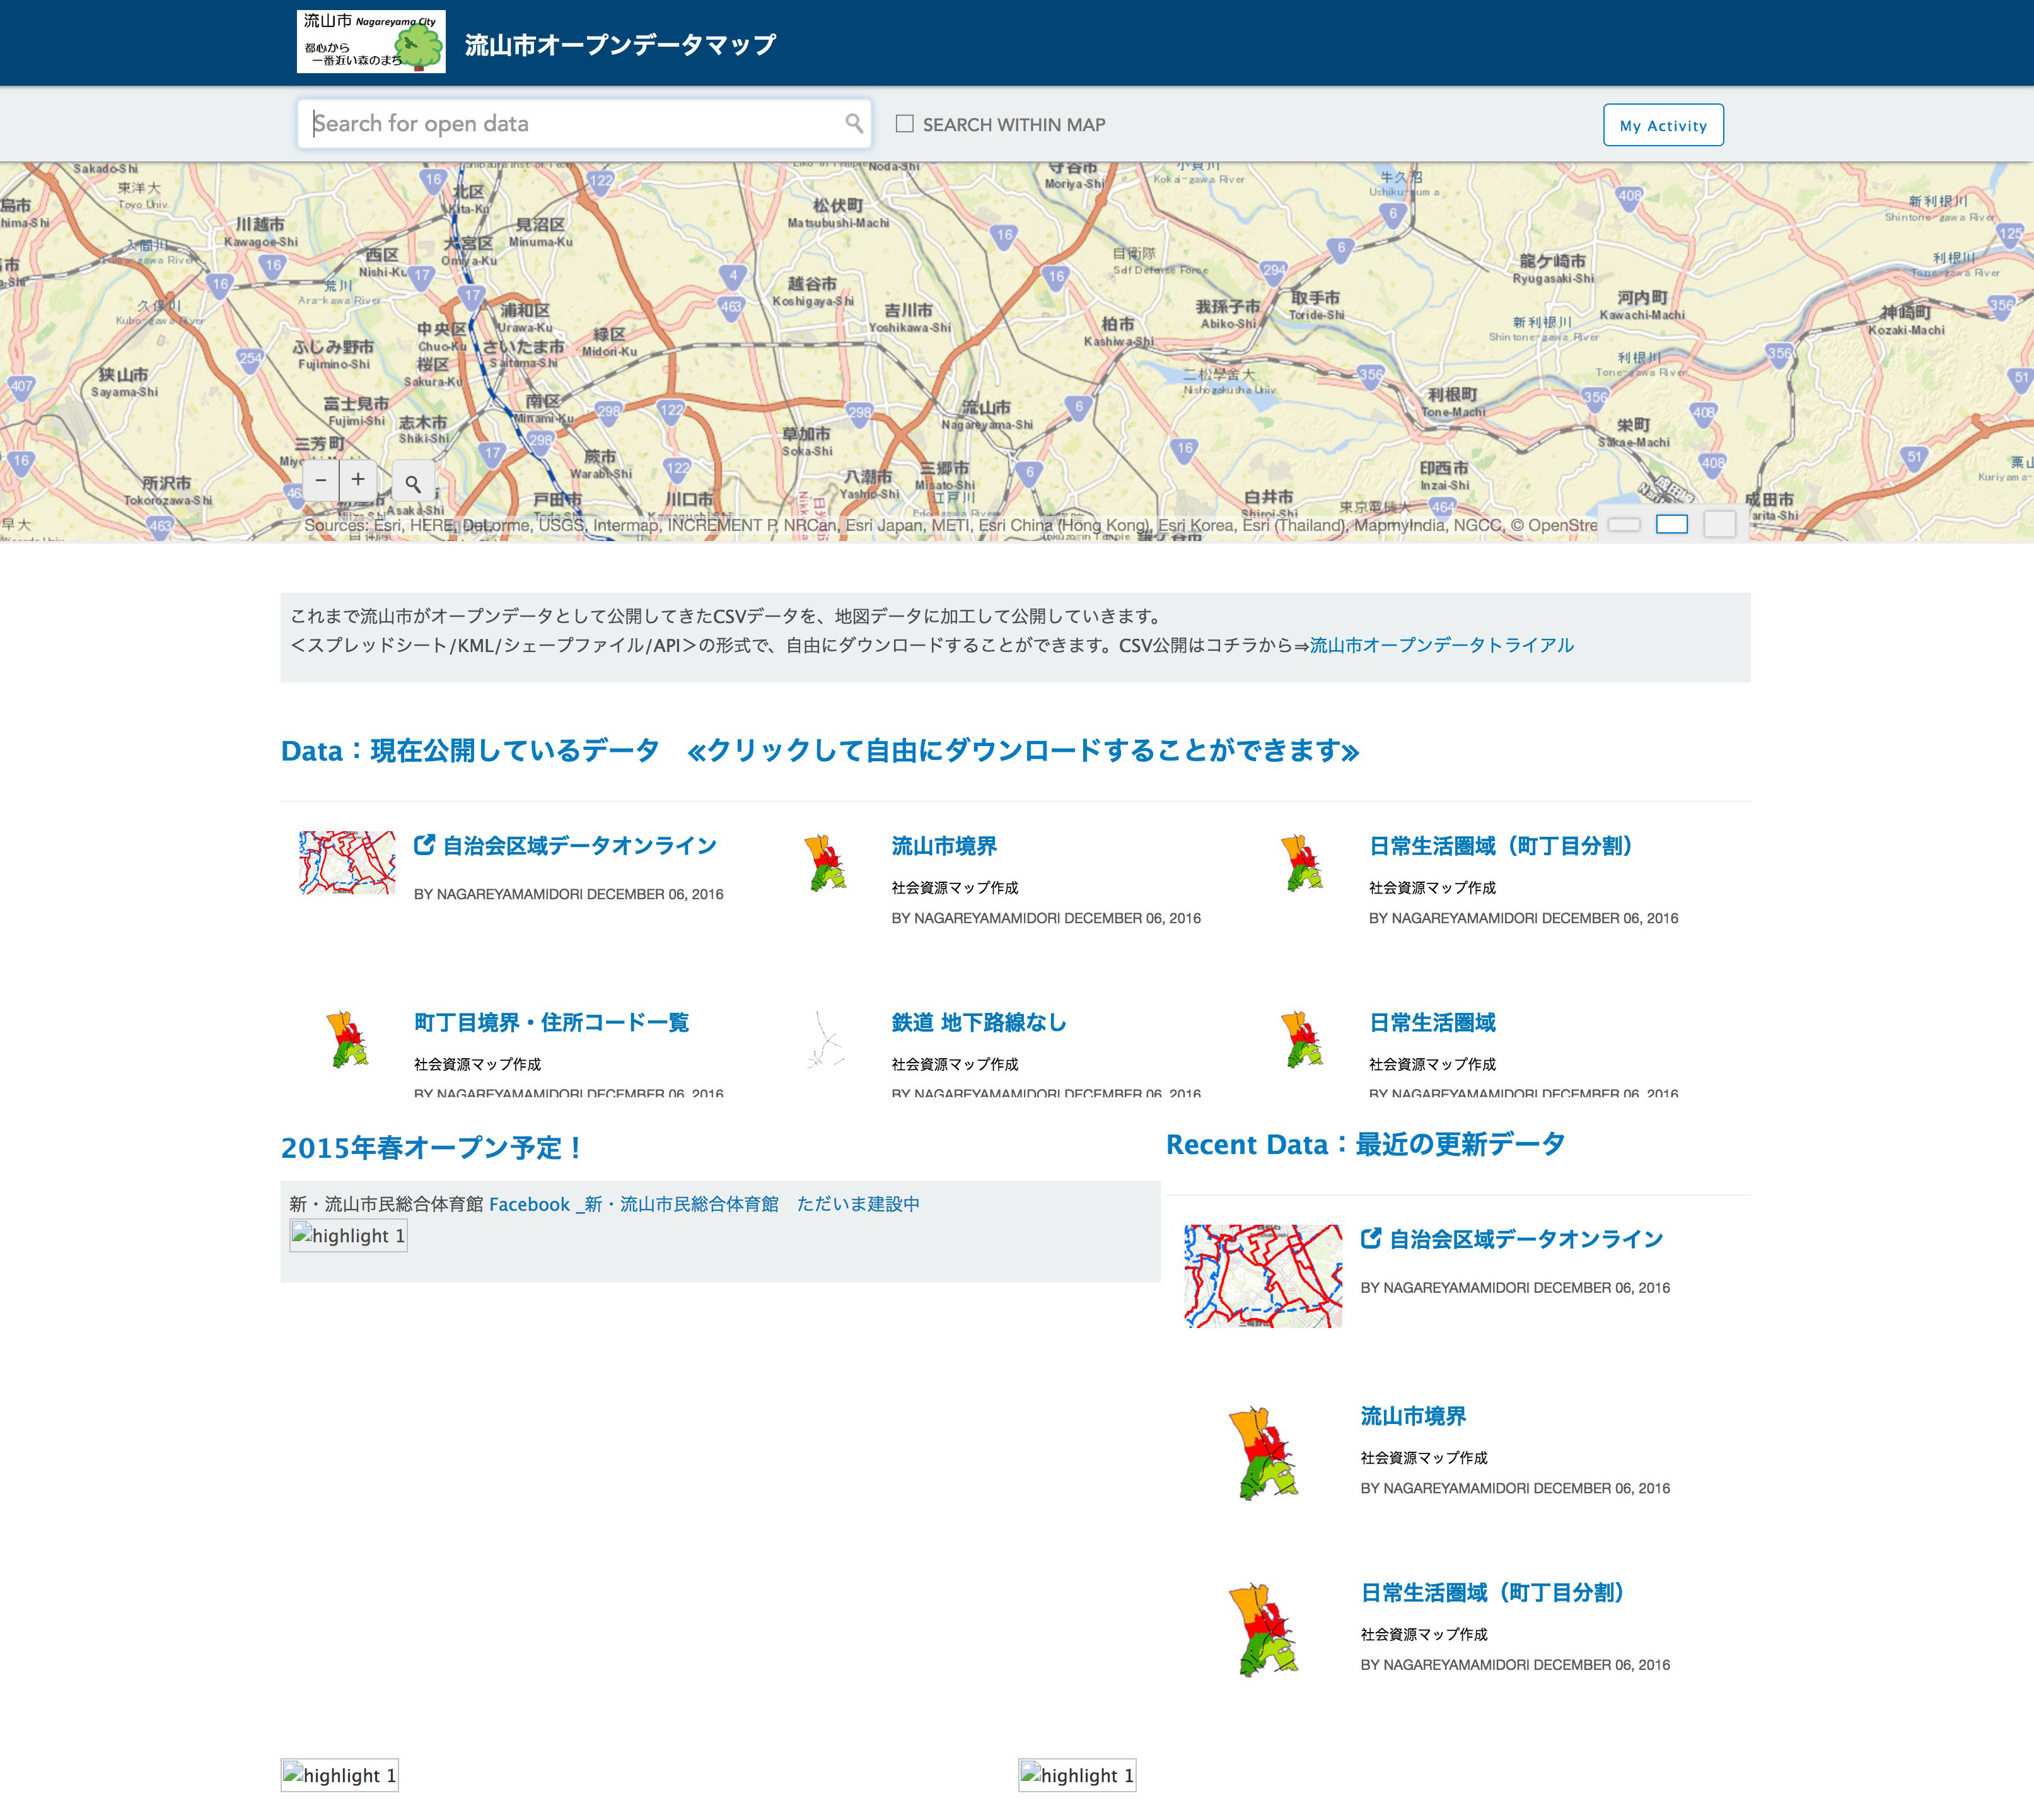 流山市 Nagareyama City
都心から
一番近い森のまち
流山市オープンデータマップ
Search for open data
SEARCH WITHIN MAP
My Activity
Sakado-Shi
東洋大
Toyo Univ.
川越市
Kawagoe-Shi
西区
Nishi-Ku
北区
Kita-Ku
大宮区
Omiya-Ku
見沼区
Minuma-Ku
松伏町
Matsubushi-Machi
Noda-Shi
守谷市
Moriya-Shi
牛久沼
新利根川
Shintone-gawa River
入間川
荒川
Ara-kawa River
久保川
Kubo-gawa River
浦和区
Urawa-Ku
中央区
Chuo-Ku
緑区
Midori-Ku
越谷市
Koshigaya-Shi
吉川市
Yoshikawa-Shi
自衛隊
Sdf Defense Force
柏市
Kashiwa-Shi
我孫子市
Abiko-Shi
取手市
Toride-Shi
龍ケ崎市
Ryugasaki-Shi
河内町
Kawachi-Machi
利根川
Tone-gawa River
神崎町
Kozaki-Machi
新利根川
Shintone-gawa River
利根川
Tone-gawa River
ふじみ野市
Fujimino-Shi
桜区
Sakura-Ku
さいたま市
Saitama-Shi
狭山市
Sayama-Shi
富士見市
Fujimi-Shi
志木市
Shiki-Shi
南区
Minami-Ku
草加市
Soka-Shi
流山市
Nagareyama-Shi
二松學舎大
Nishogakusha Univ.
利根町
Tone-Machi
栄町
Sakae-Machi
三芳町
所沢市
Tokorozawa-Shi
蕨市
Warabi-Shi
戸田市
川口市
八潮市
Yashio-Shi
三郷市
Misato-Shi
江戸川
白井市
Shiroi-Shi
印西市
Inzai-Shi
東京電機大
成田市
Asaka-Shi
Sources: Esri, HERE, DeLorme, USGS, Intermap, INCREMENT P, NRCan, Esri Japan, METI, Esri China (Hong Kong), Esri Korea, Esri (Thailand), MapmyIndia, NGCC, © OpenStre
これまで流山市がオープンデータとして公開してきたCSVデータを、地図データに加工して公開していきます。
＜スプレッドシート/KML/シェープファイル/API＞の形式で、自由にダウンロードすることができます。CSV公開はコチラから⇒流山市オープンデータトライアル
Data：現在公開しているデータ　≪クリックして自由にダウンロードすることができます≫
自治会区域データオンライン
BY NAGAREYAMAMIDORI DECEMBER 06, 2016
流山市境界
社会資源マップ作成
BY NAGAREYAMAMIDORI DECEMBER 06, 2016
日常生活圏域（町丁目分割）
社会資源マップ作成
BY NAGAREYAMAMIDORI DECEMBER 06, 2016
町丁目境界・住所コード一覧
社会資源マップ作成
BY NAGAREYAMAMIDORI DECEMBER 06, 2016
鉄道 地下路線なし
社会資源マップ作成
BY NAGAREYAMAMIDORI DECEMBER 06, 2016
日常生活圏域
社会資源マップ作成
BY NAGAREYAMAMIDORI DECEMBER 06, 2016
2015年春オープン予定！
新・流山市民総合体育館 Facebook _新・流山市民総合体育館　ただいま建設中
highlight 1
Recent Data：最近の更新データ
自治会区域データオンライン
BY NAGAREYAMAMIDORI DECEMBER 06, 2016
流山市境界
社会資源マップ作成
BY NAGAREYAMAMIDORI DECEMBER 06, 2016
日常生活圏域（町丁目分割）
社会資源マップ作成
BY NAGAREYAMAMIDORI DECEMBER 06, 2016
highlight 1
highlight 1